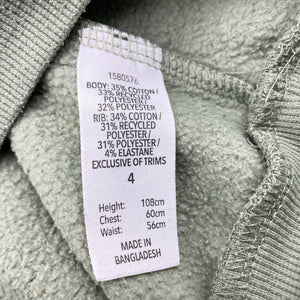 1580576
BODY: 35% COTTON /
33% RECYCLED
POLYESTER /
32% POLYESTER
RIB: 34% COTTON /
31% RECYCLED
POLYESTER /
31% POLYESTER /
4% ELASTANE
EXCLUSIVE OF TRIMS
4
Height: 108cm
Chest: 60cm
Waist: 56cm
MADE IN
BANGLADESH